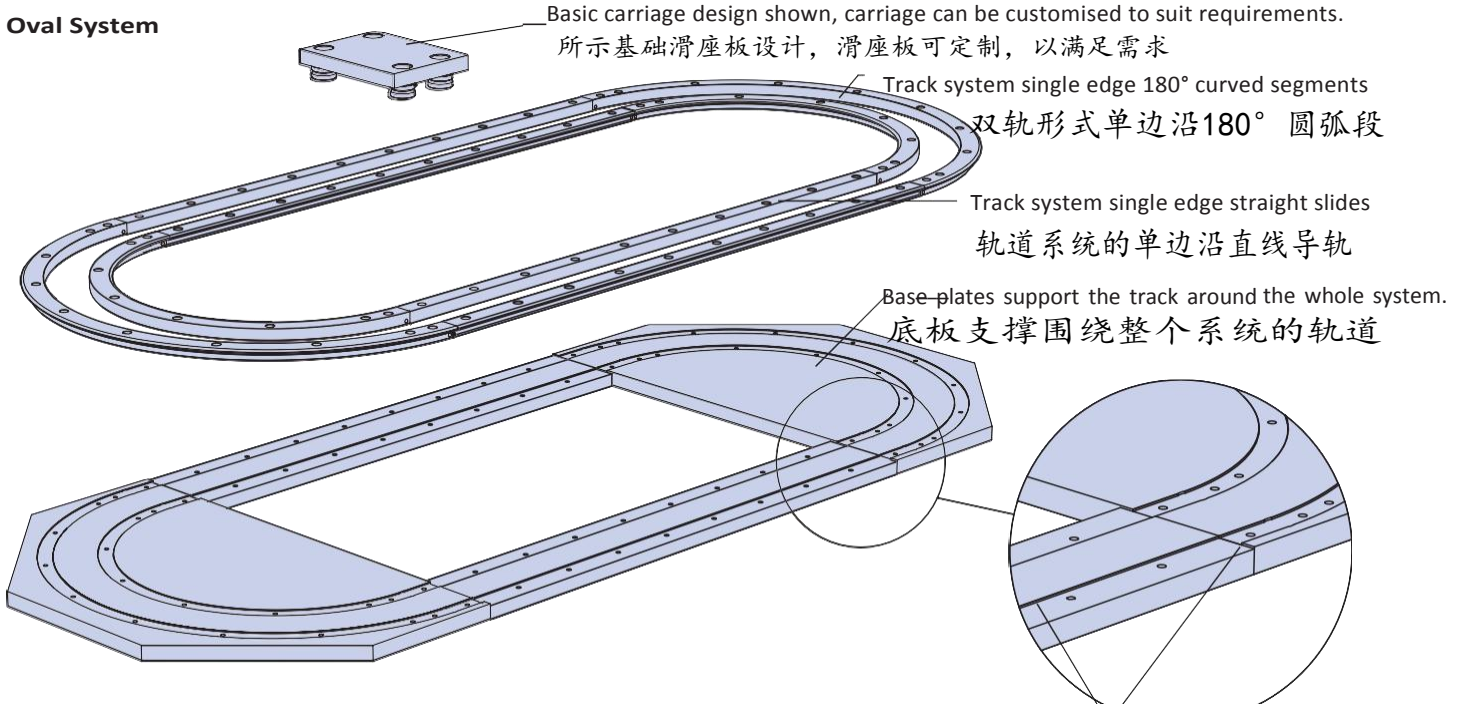 Oval System
Basic carriage design shown, carriage can be customised to suit requirements.
所示基础滑座板设计，滑座板可定制，以满足需求
Track system single edge 180° curved segments
双轨形式单边沿180° 圆弧段
Track system single edge straight slides
轨道系统的单边沿直线导轨
Base plates support the track around the whole system.
底板支撑围绕整个系统的轨道